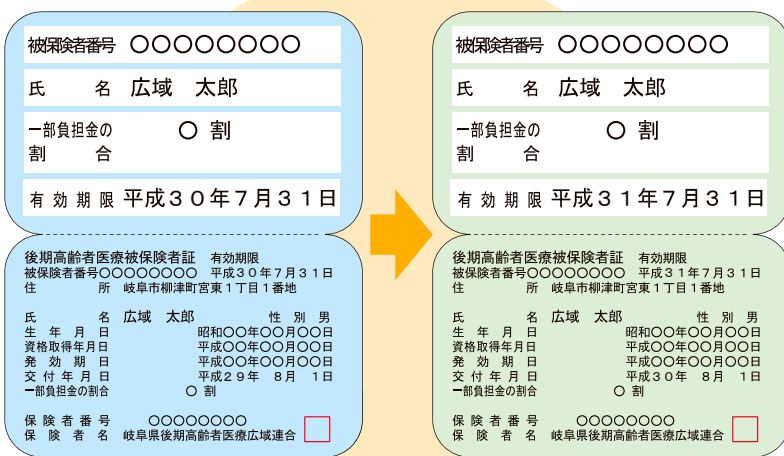 被保険者番号 ○○○○○○○○
氏 名 広域 太郎
一部負担金の
割 合 ○ 割
有効期限 平成30年7月31日
後期高齢者医療被保険者証 有効期限
被保険者番号○○○○○○○○ 平成30年7月31日
住 所 岐阜市柳津町宮東1丁目1番地
氏 名 広域 太郎 性別 男
生年月日 昭和○○年○○月○○日
資格取得年月日 平成○○年○○月○○日
発効期日 平成○○年○○月○○日
交付年月日 平成29年 8月 1日
一部負担金の割合 ○ 割
保険者番号 ○○○○○○○○
保険者名 岐阜県後期高齢者医療広域連合
被保険者番号 ○○○○○○○○
氏 名 広域 太郎
一部負担金の
割 合 ○ 割
有効期限 平成31年7月31日
後期高齢者医療被保険者証 有効期限
被保険者番号○○○○○○○○ 平成31年7月31日
住 所 岐阜市柳津町宮東1丁目1番地
氏 名 広域 太郎 性別 男
生年月日 昭和○○年○○月○○日
資格取得年月日 平成○○年○○月○○日
発効期日 平成○○年○○月○○日
交付年月日 平成30年 8月 1日
一部負担金の割合 ○ 割
保険者番号 ○○○○○○○○
保険者名 岐阜県後期高齢者医療広域連合